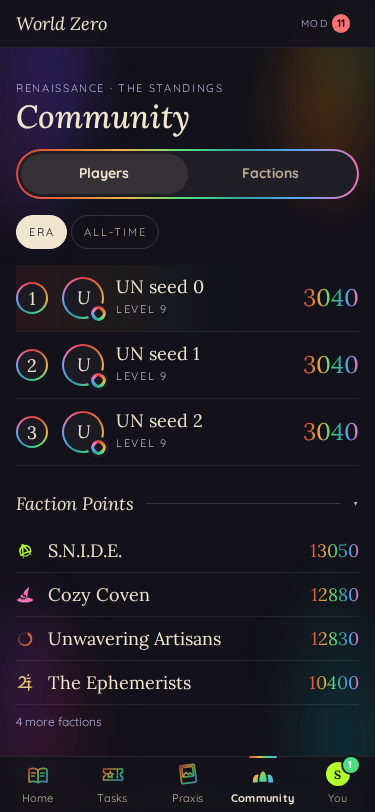 World Zero
MOD 11
RENAISSANCE · THE STANDINGS
Community
Players
Factions
ERA
ALL-TIME
1
U
UN seed 0
LEVEL 9
3040
2
U
UN seed 1
LEVEL 9
3040
3
U
UN seed 2
LEVEL 9
3040
Faction Points
S.N.I.D.E.
13050
Cozy Coven
12880
Unwavering Artisans
12830
The Ephemerists
10400
4 more factions
S
1
Home
Tasks
Praxis
Community
You